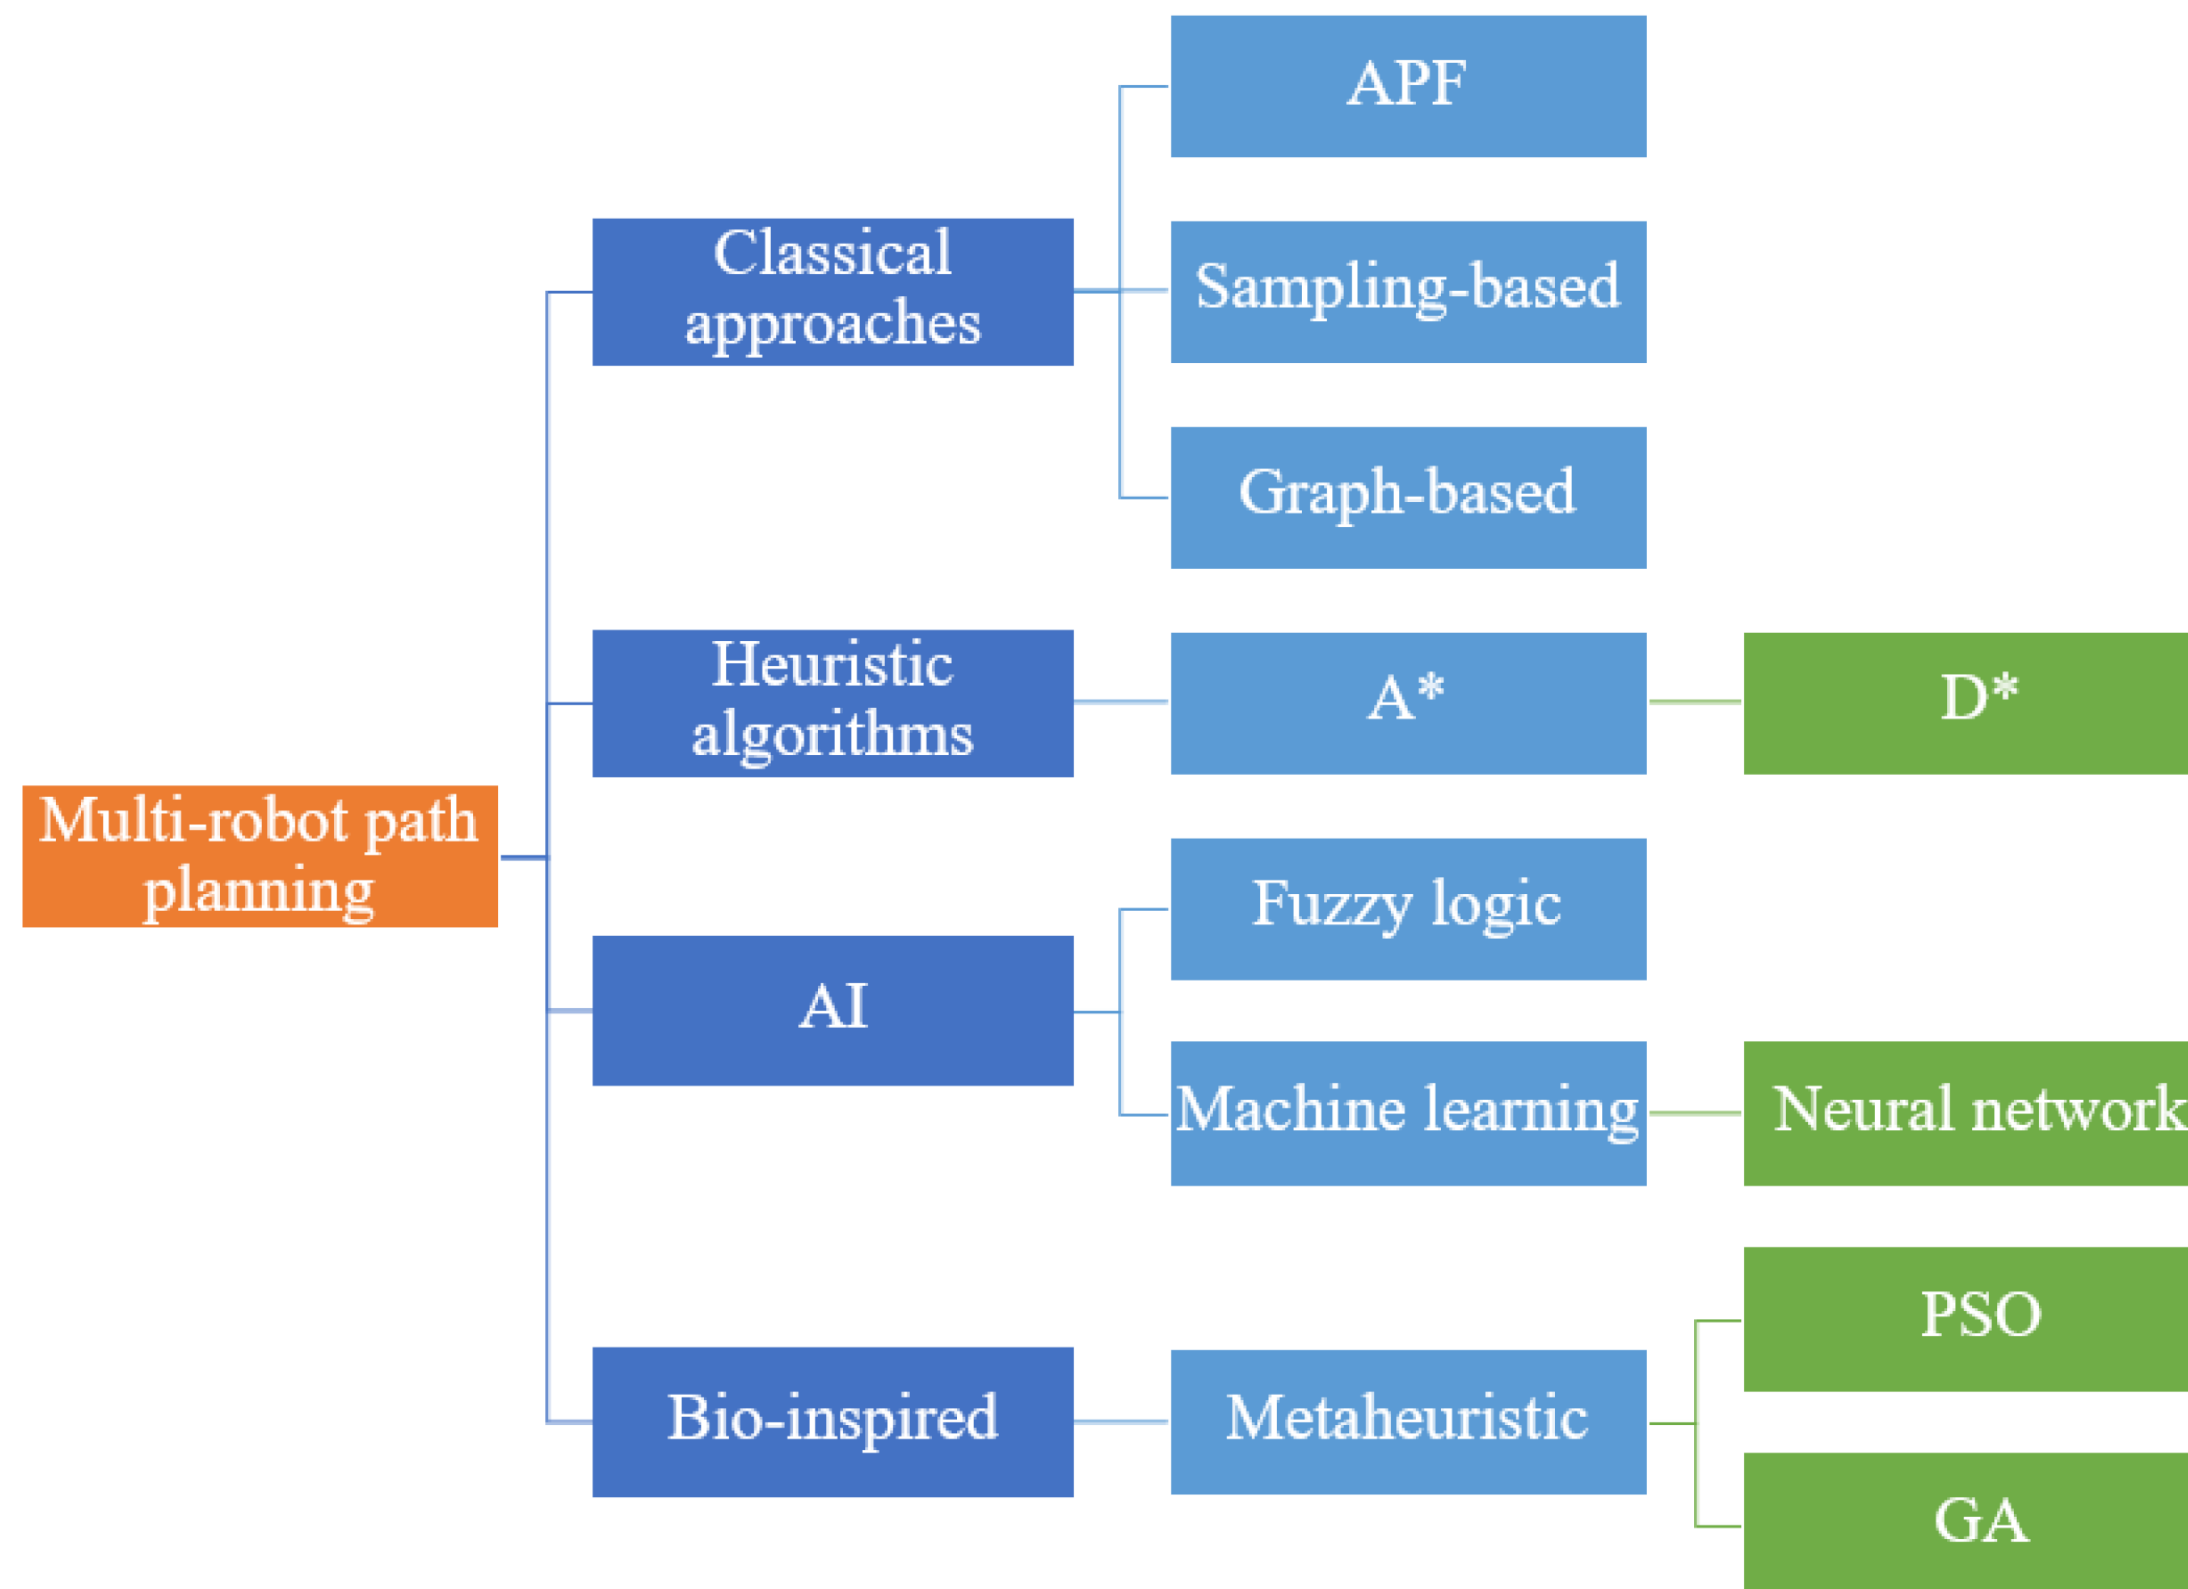 APF
Classical
approaches
Sampling-based
Graph-based
Heuristic
algorithms
A*
D*
Multi-robot path
planning
Fuzzy logic
AI
Machine learning
Neural network
PSO
Bio-inspired
Metaheuristic
GA